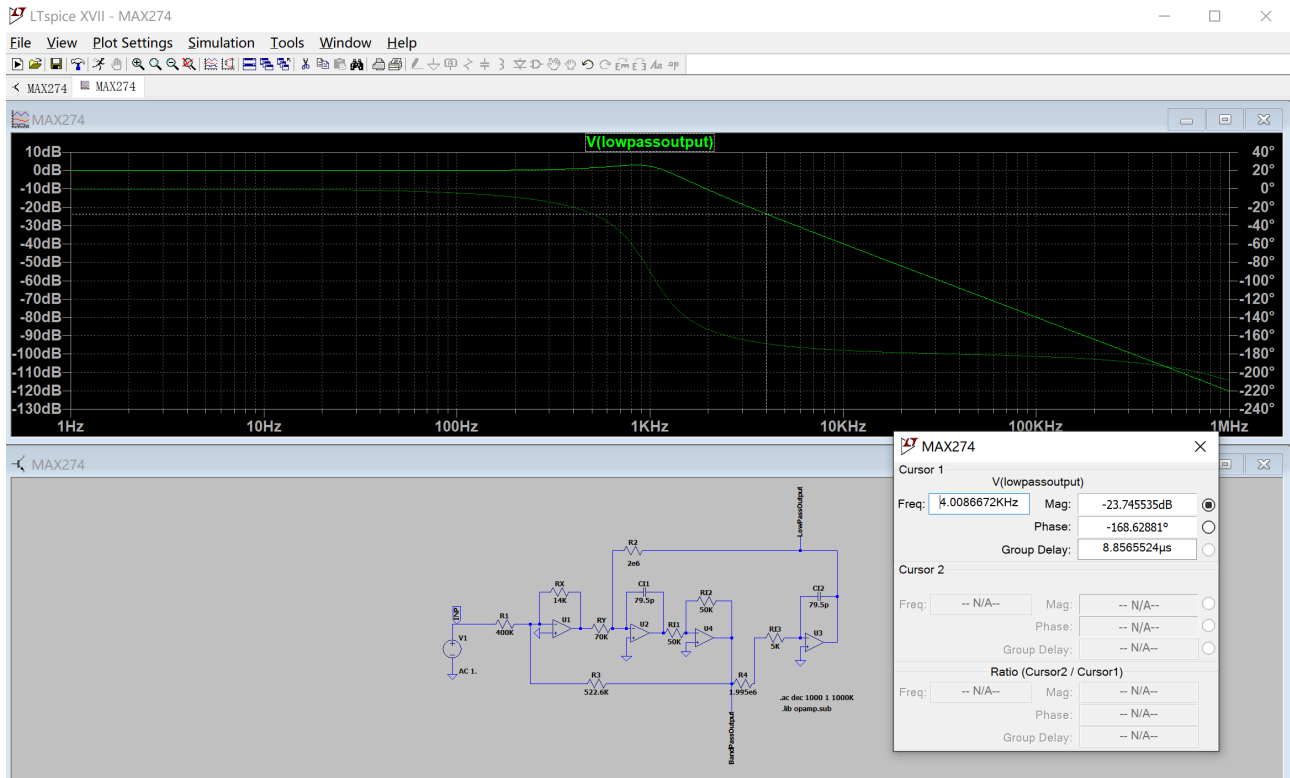 LTspice XVII - MAX274
File View Plot Settings Simulation Tools Window Help
MAX274 MAX274
MAX274
V(lowpassoutput)
10dB 40°
0dB 20°
-10dB 0°
-20dB -20°
-30dB -40°
-40dB -60°
-50dB -80°
-60dB -100°
-70dB -120°
-80dB -140°
-90dB -160°
-100dB -180°
-110dB -200°
-120dB -220°
-130dB -240°
1Hz 10Hz 100Hz 1KHz 10KHz 100KHz 1MHz
MAX274
LowPassOutput
R2
2e6
RX
14K
CI1
79.5p
RI2
50K
CI2
79.5p
INP
R1
400K
U1
RY
70K
U2
RI1
50K
U4
RI3
5K
U3
V1
AC 1.
R3
522.6K
R4
1.995e6
.ac dec 1000 1 1000K
.lib opamp.sub
BandPassOutput
MAX274
Cursor 1
V(lowpassoutput)
Freq: 4.0086672KHz Mag: -23.745535dB
Phase: -168.62881°
Group Delay: 8.8565524µs
Cursor 2
Freq: -- N/A-- Mag: -- N/A--
Phase: -- N/A--
Group Delay: -- N/A--
Ratio (Cursor2 / Cursor1)
Freq: -- N/A-- Mag: -- N/A--
Phase: -- N/A--
Group Delay: -- N/A--